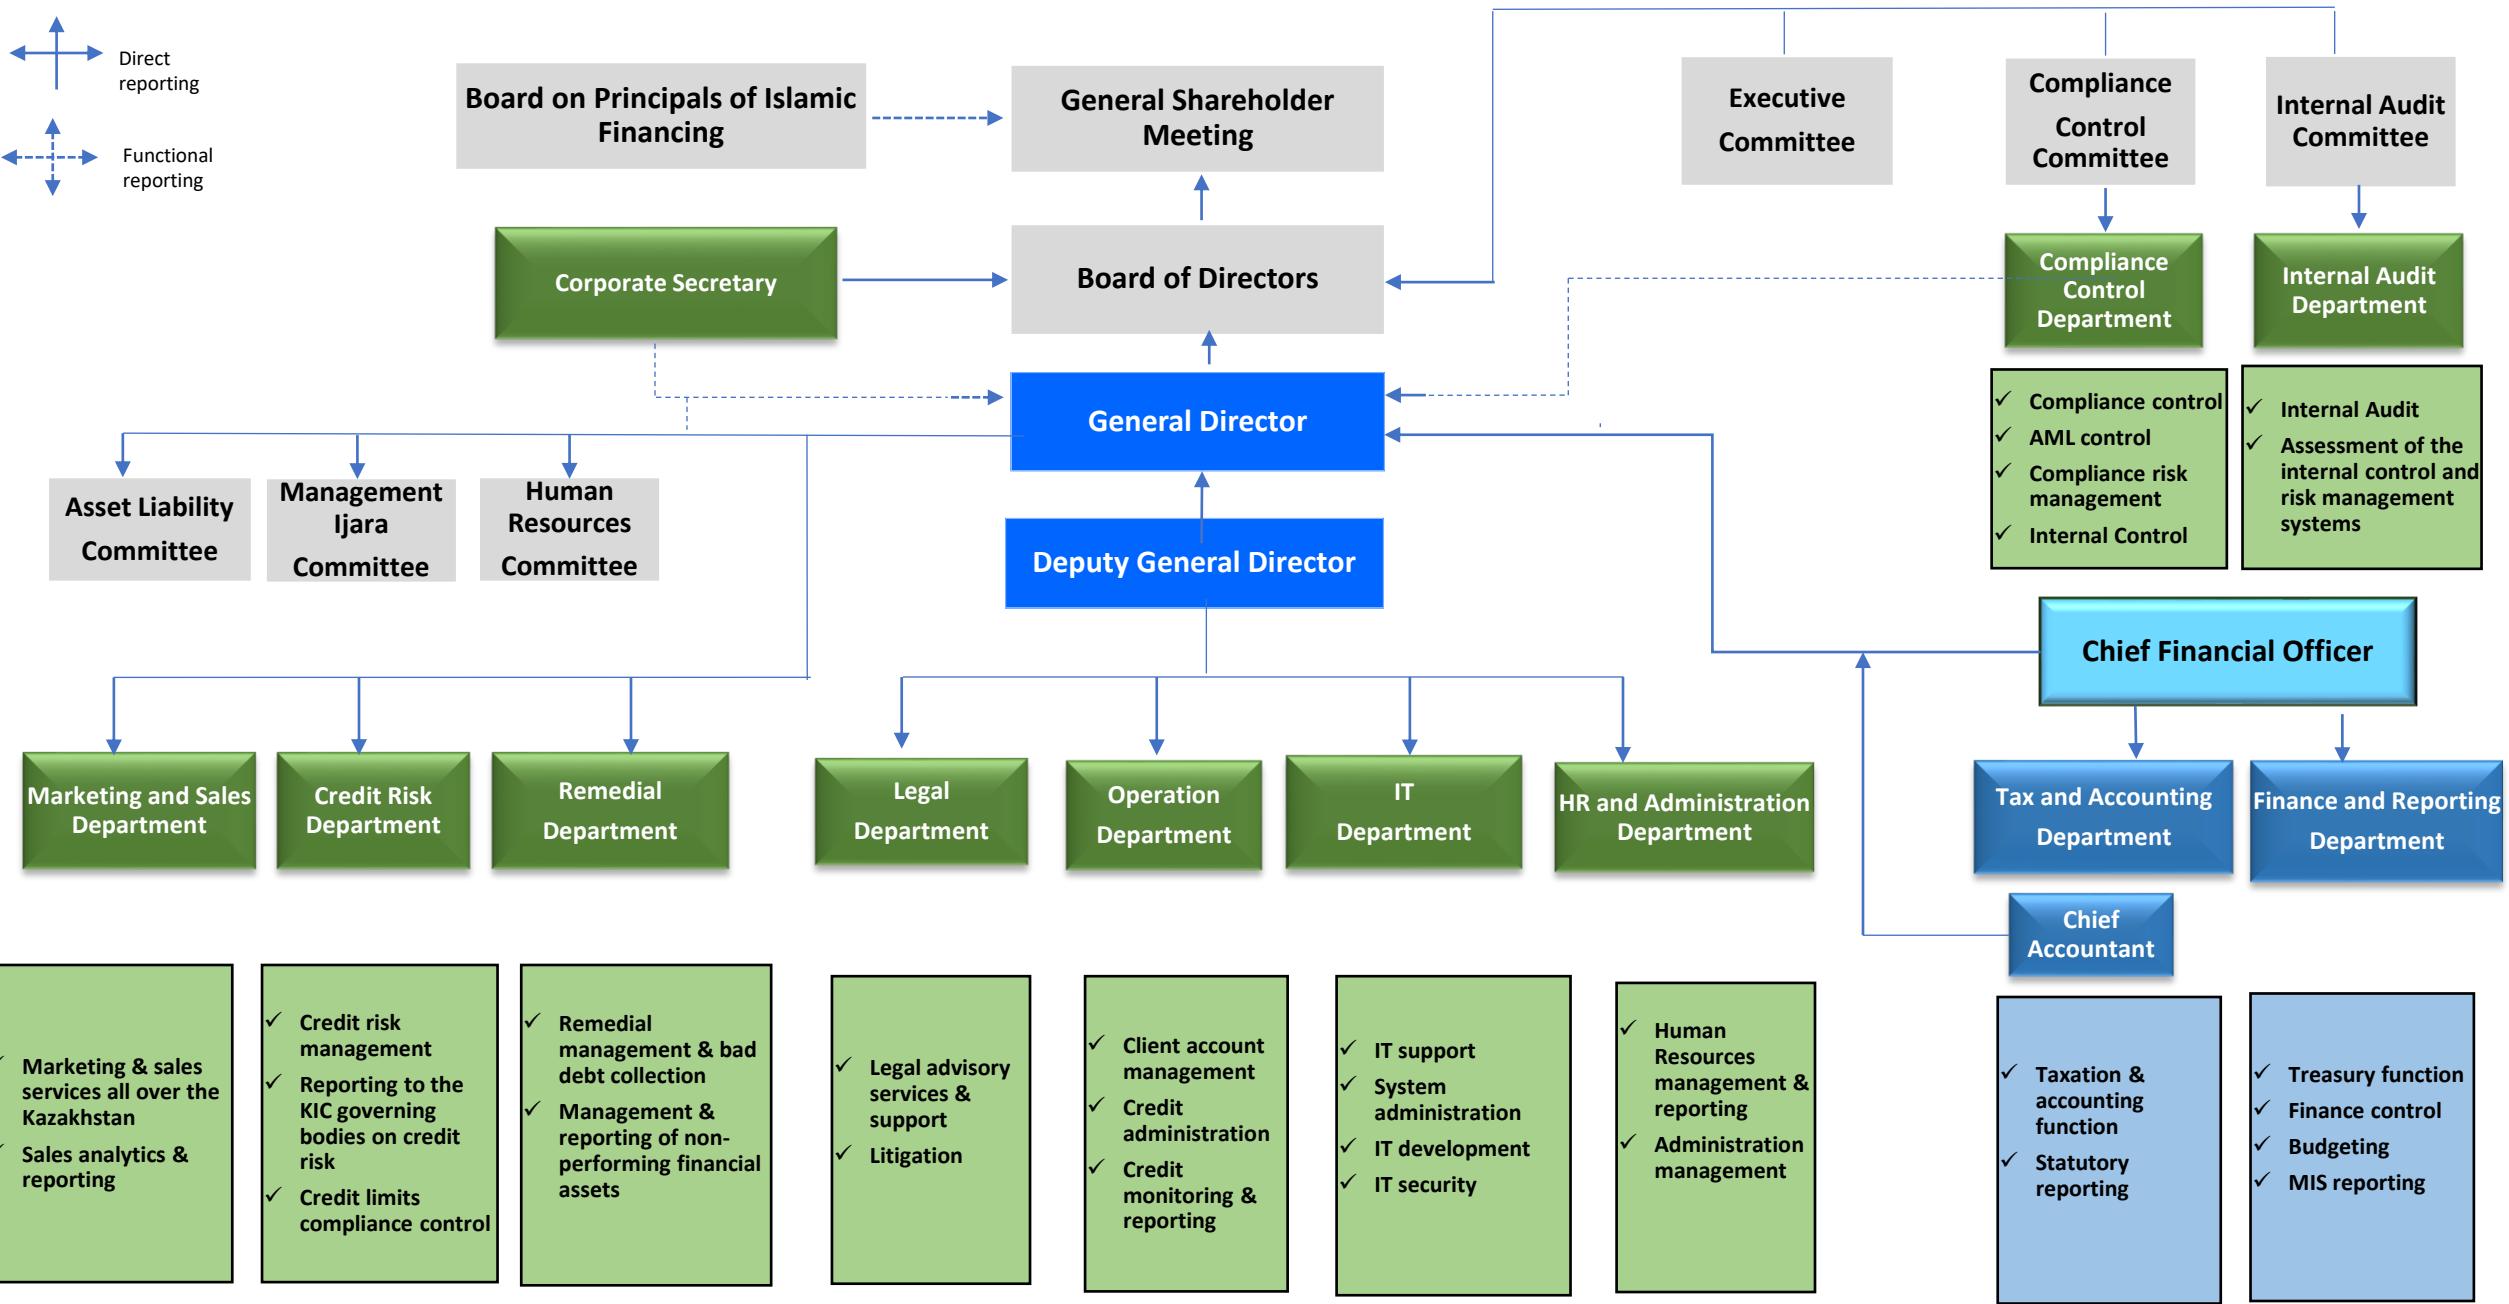 Direct
reporting
Functional
reporting
Board on Principals of Islamic
Financing
General Shareholder
Meeting
Executive
Committee
Compliance
Control
Committee
Internal Audit
Committee
Corporate Secretary
Board of Directors
Compliance
Control
Department
Internal Audit
Department
General Director
✓ Compliance control
✓ AML control
✓ Compliance risk
management
✓ Internal Control
✓ Internal Audit
✓ Assessment of the
internal control and
risk management
systems
Asset Liability
Committee
Management
Ijara
Committee
Human
Resources
Committee
Deputy General Director
Chief Financial Officer
Marketing and Sales
Department
Credit Risk
Department
Remedial
Department
Legal
Department
Operation
Department
IT
Department
HR and Administration
Department
Tax and Accounting
Department
Finance and Reporting
Department
Chief
Accountant
✓ Marketing & sales
services all over the
Kazakhstan
✓ Sales analytics &
reporting
✓ Credit risk
management
✓ Reporting to the
KIC governing
bodies on credit
risk
✓ Credit limits
compliance control
✓ Remedial
management & bad
debt collection
✓ Management &
reporting of non-
performing financial
assets
✓ Legal advisory
services &
support
✓ Litigation
✓ Client account
management
✓ Credit
administration
✓ Credit
monitoring &
reporting
✓ IT support
✓ System
administration
✓ IT development
✓ IT security
✓ Human
Resources
management &
reporting
✓ Administration
management
✓ Taxation &
accounting
function
✓ Statutory
reporting
✓ Treasury function
✓ Finance control
✓ Budgeting
✓ MIS reporting